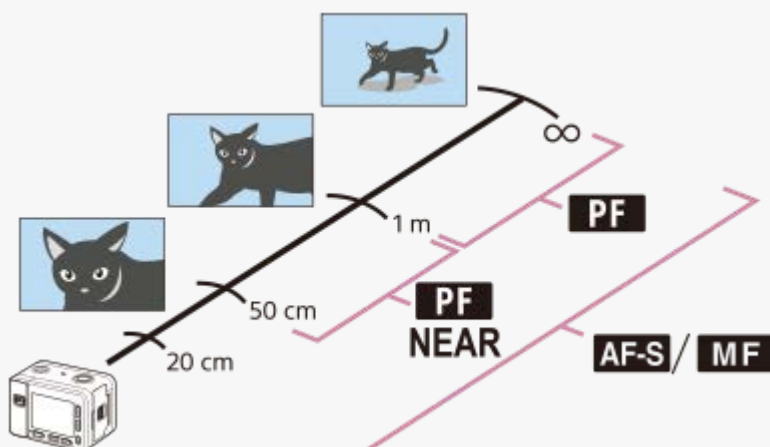 ∞
PF
1 m
PF
NEAR
50 cm
AF-S/MF
20 cm